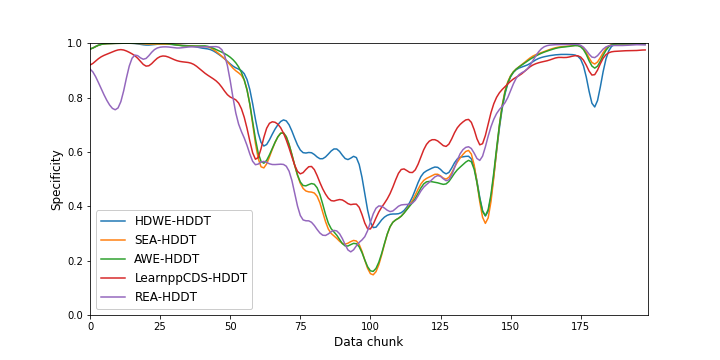 1.0
0.8
0.6
0.4
0.2
0.0
Specificity
HDWE-HDDT
SEA-HDDT
AWE-HDDT
LearnppCDS-HDDT
REA-HDDT
0 25 50 75 100 125 150 175
Data chunk